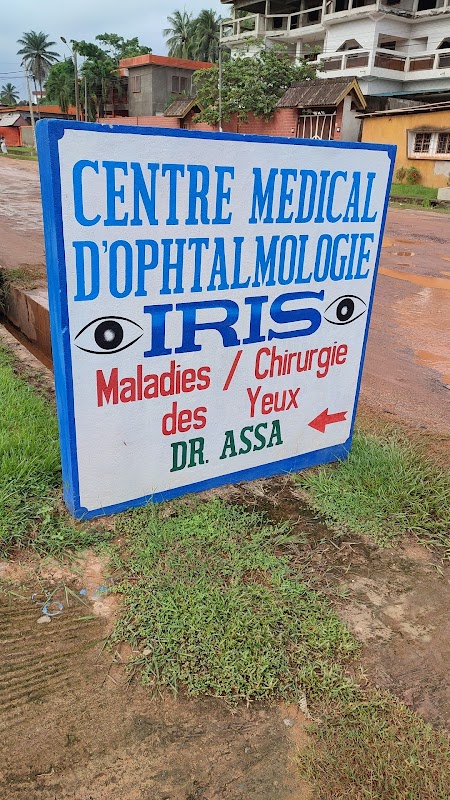 CENTRE MEDICAL
D'OPHTALMOLOGIE
IRIS
Maladies / Chirurgie
des Yeux
DR. ASSA